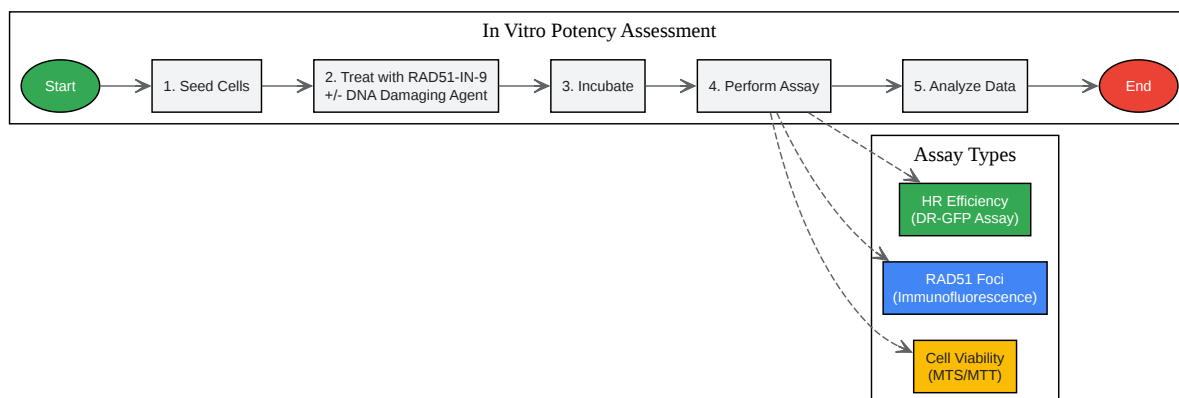 In Vitro Potency Assessment
Start
1. Seed Cells
2. Treat with RAD51-IN-9
+/- DNA Damaging Agent
3. Incubate
4. Perform Assay
5. Analyze Data
End
Assay Types
HR Efficiency
(DR-GFP Assay)
RAD51 Foci
(Immunofluorescence)
Cell Viability
(MTS/MTT)